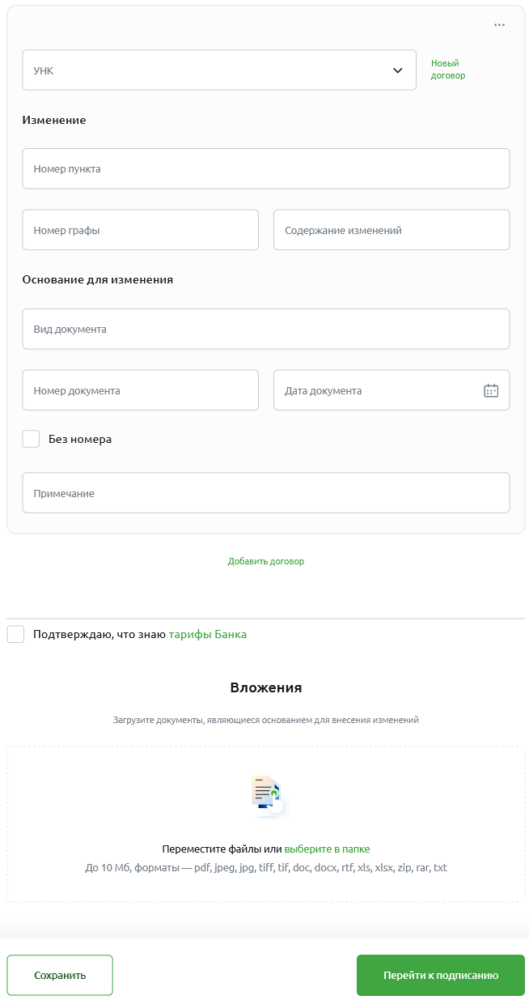 УНК
Новый
договор
Изменение
Номер пункта
Номер графы
Содержание изменений
Основание для изменения
Вид документа
Номер документа
Дата документа
Без номера
Примечание
Добавить договор
Подтверждаю, что знаю тарифы Банка
Вложения
Загрузите документы, являющиеся основанием для внесения изменений
Переместите файлы или выберите в папке
До 10 Мб, форматы — pdf, jpeg, jpg, tiff, tif, doc, docx, rtf, xls, xlsx, zip, rar, txt
Сохранить
Перейти к подписанию